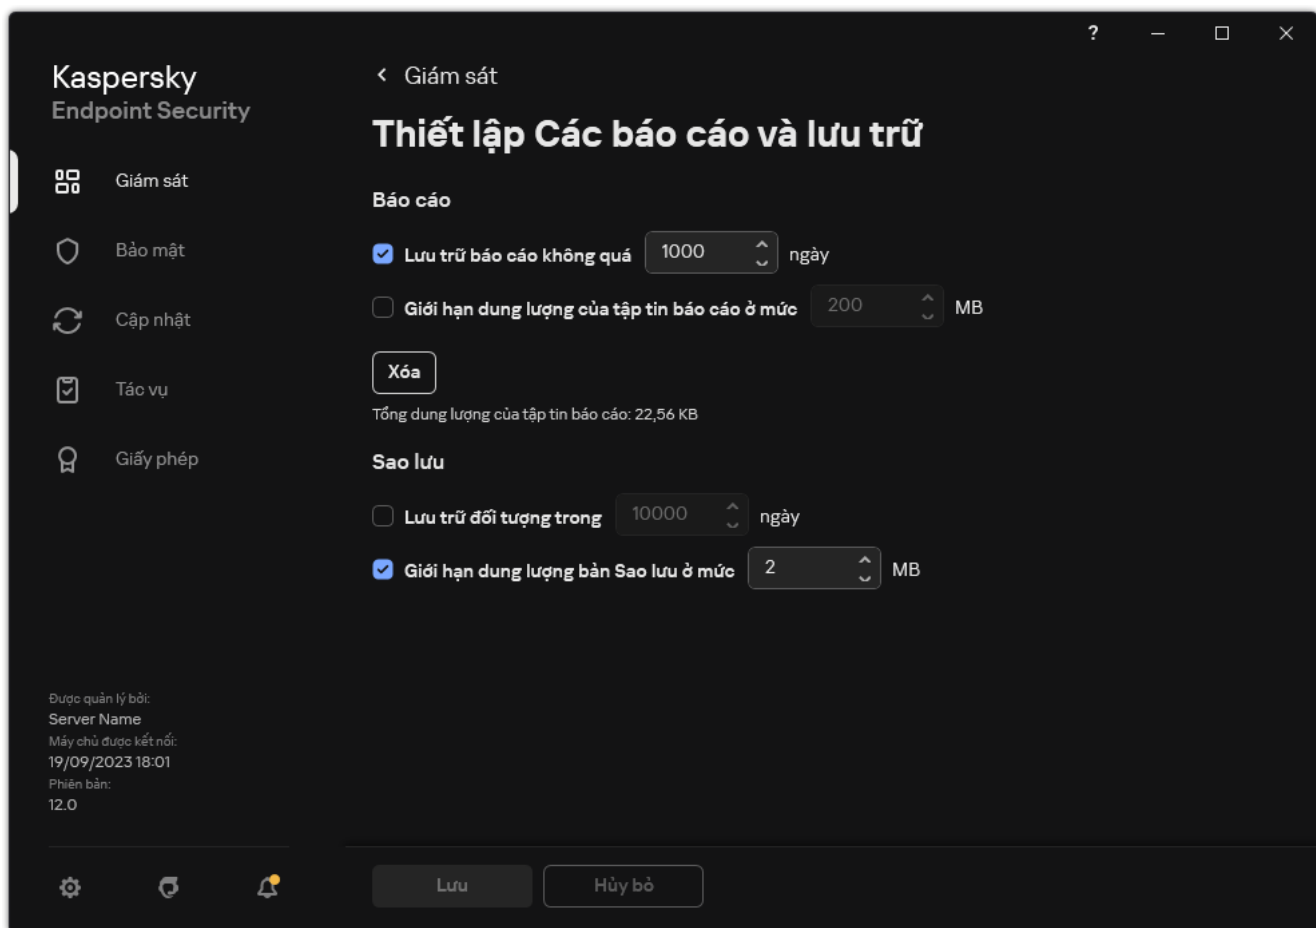 ?
Kaspersky
Endpoint Security
Giám sát
Bảo mật
Cập nhật
Tác vụ
Giấy phép
Được quản lý bởi:
Server Name
Máy chủ được kết nối:
19/09/2023 18:01
Phiên bản:
12.0
Giám sát
Thiết lập Các báo cáo và lưu trữ
Báo cáo
Lưu trữ báo cáo không quá 1000 ngày
Giới hạn dung lượng của tập tin báo cáo ở mức 200 MB
Xóa
Tổng dung lượng của tập tin báo cáo: 22,56 KB
Sao lưu
Lưu trữ đối tượng trong 10000 ngày
Giới hạn dung lượng bản Sao lưu ở mức 2 MB
Lưu Hủy bỏ